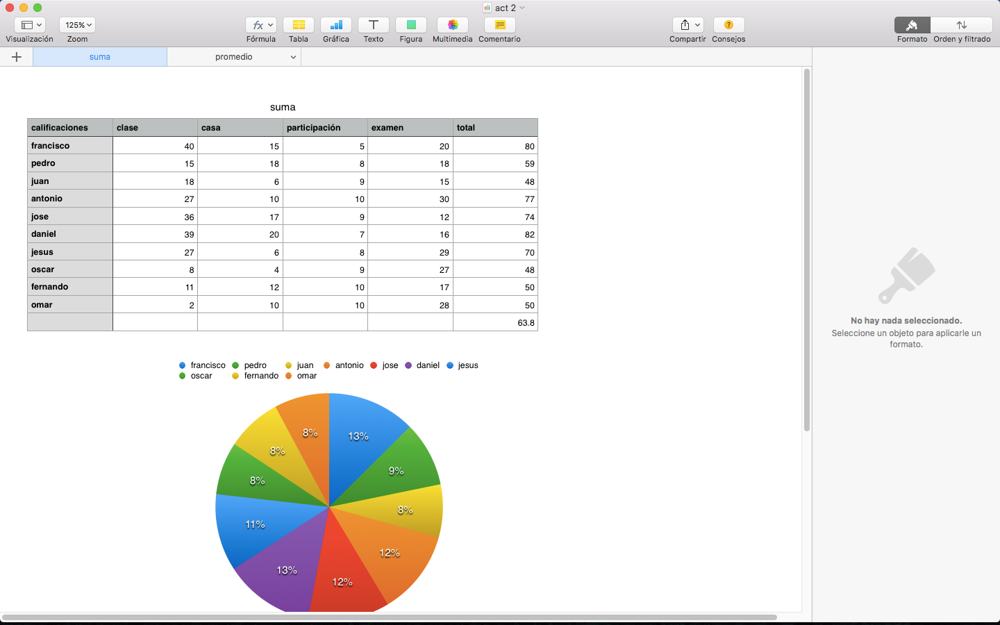 act 2
125%
Visualización Zoom Fórmula Tabla Gráfica Texto Figura Multimedia Comentario Compartir Consejos Formato Orden y filtrado
suma promedio
suma
calificaciones clase casa participación examen total
francisco 40 15 5 20 80
pedro 15 18 8 18 59
juan 18 6 9 15 48
antonio 27 10 10 30 77
jose 36 17 9 12 74
daniel 39 20 7 16 82
jesus 27 6 8 29 70
oscar 8 4 9 27 48
fernando 11 12 10 17 50
omar 2 10 10 28 50
63.8
No hay nada seleccionado.
Seleccione un objeto para aplicarle un
formato.
francisco pedro juan antonio jose daniel jesus
oscar fernando omar
8% 13%
8% 9%
8% 8%
11% 12%
13% 12%